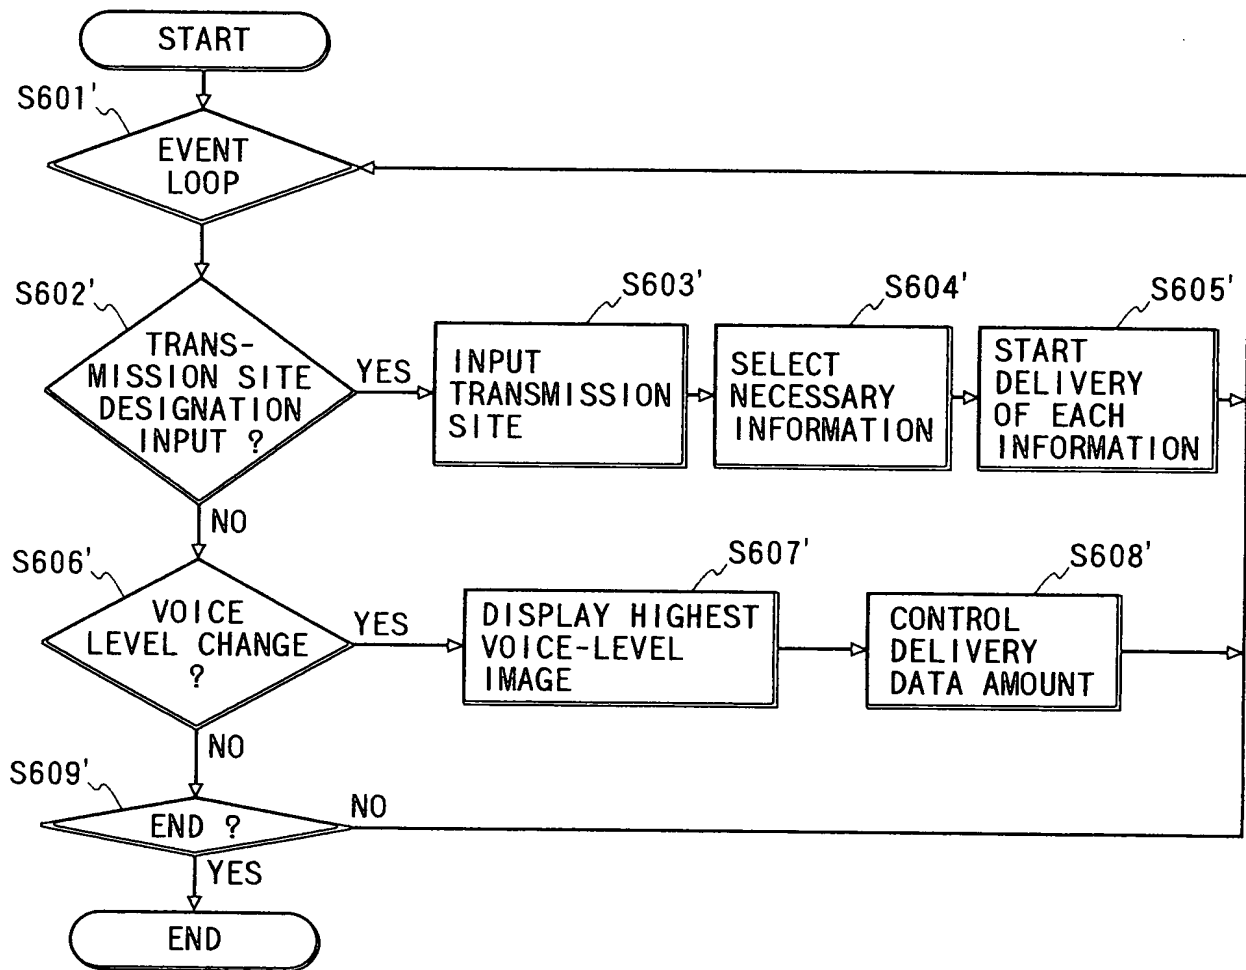 START
S601'
EVENT
LOOP
S602'
TRANS-
MISSION SITE
DESIGNATION
INPUT ?
YES
S603'
INPUT
TRANSMISSION
SITE
S604'
SELECT
NECESSARY
INFORMATION
S605'
START
DELIVERY
OF EACH
INFORMATION
NO
S606'
VOICE
LEVEL CHANGE
?
YES
S607'
DISPLAY HIGHEST
VOICE-LEVEL
IMAGE
S608'
CONTROL
DELIVERY
DATA AMOUNT
NO
S609'
END ?
NO
YES
END